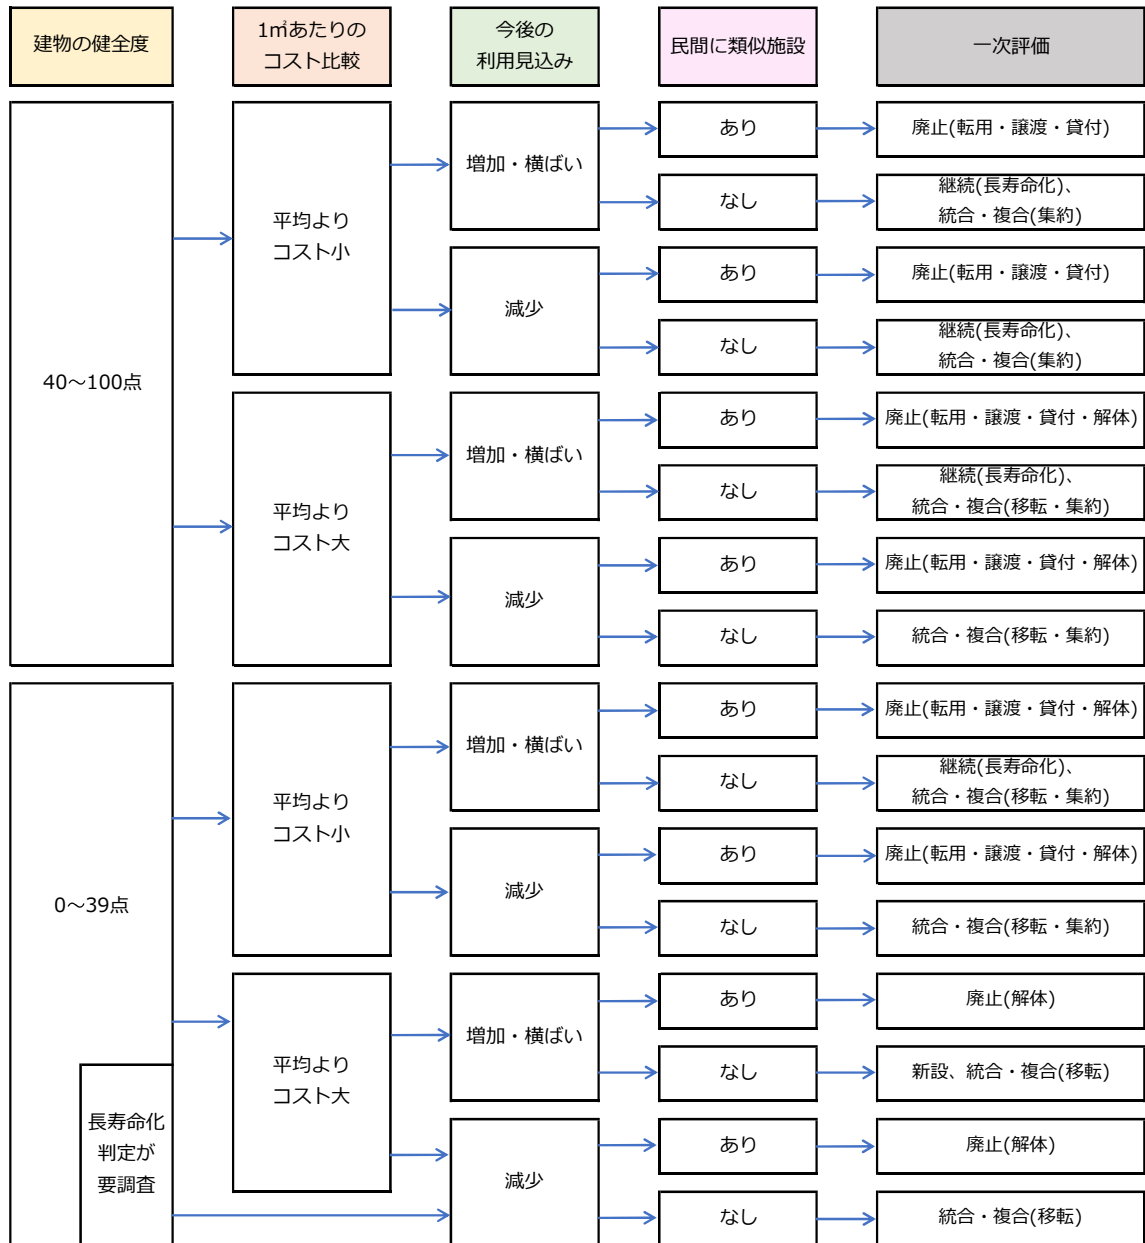 建物の健全度
1㎡あたりの
コスト比較
今後の
利用見込み
民間に類似施設
一次評価
40～100点
平均より
コスト小
増加・横ばい
あり
廃止(転用・譲渡・貸付)
なし
継続(長寿命化)、
統合・複合(集約)
減少
あり
廃止(転用・譲渡・貸付)
なし
継続(長寿命化)、
統合・複合(集約)
平均より
コスト大
増加・横ばい
あり
廃止(転用・譲渡・貸付・解体)
なし
継続(長寿命化)、
統合・複合(移転・集約)
減少
あり
廃止(転用・譲渡・貸付・解体)
なし
統合・複合(移転・集約)
0～39点
平均より
コスト小
増加・横ばい
あり
廃止(転用・譲渡・貸付・解体)
なし
継続(長寿命化)、
統合・複合(移転・集約)
減少
あり
廃止(転用・譲渡・貸付・解体)
なし
統合・複合(移転・集約)
平均より
コスト大
増加・横ばい
あり
廃止(解体)
なし
新設、統合・複合(移転)
長寿命化
判定が
要調査
減少
あり
廃止(解体)
なし
統合・複合(移転)